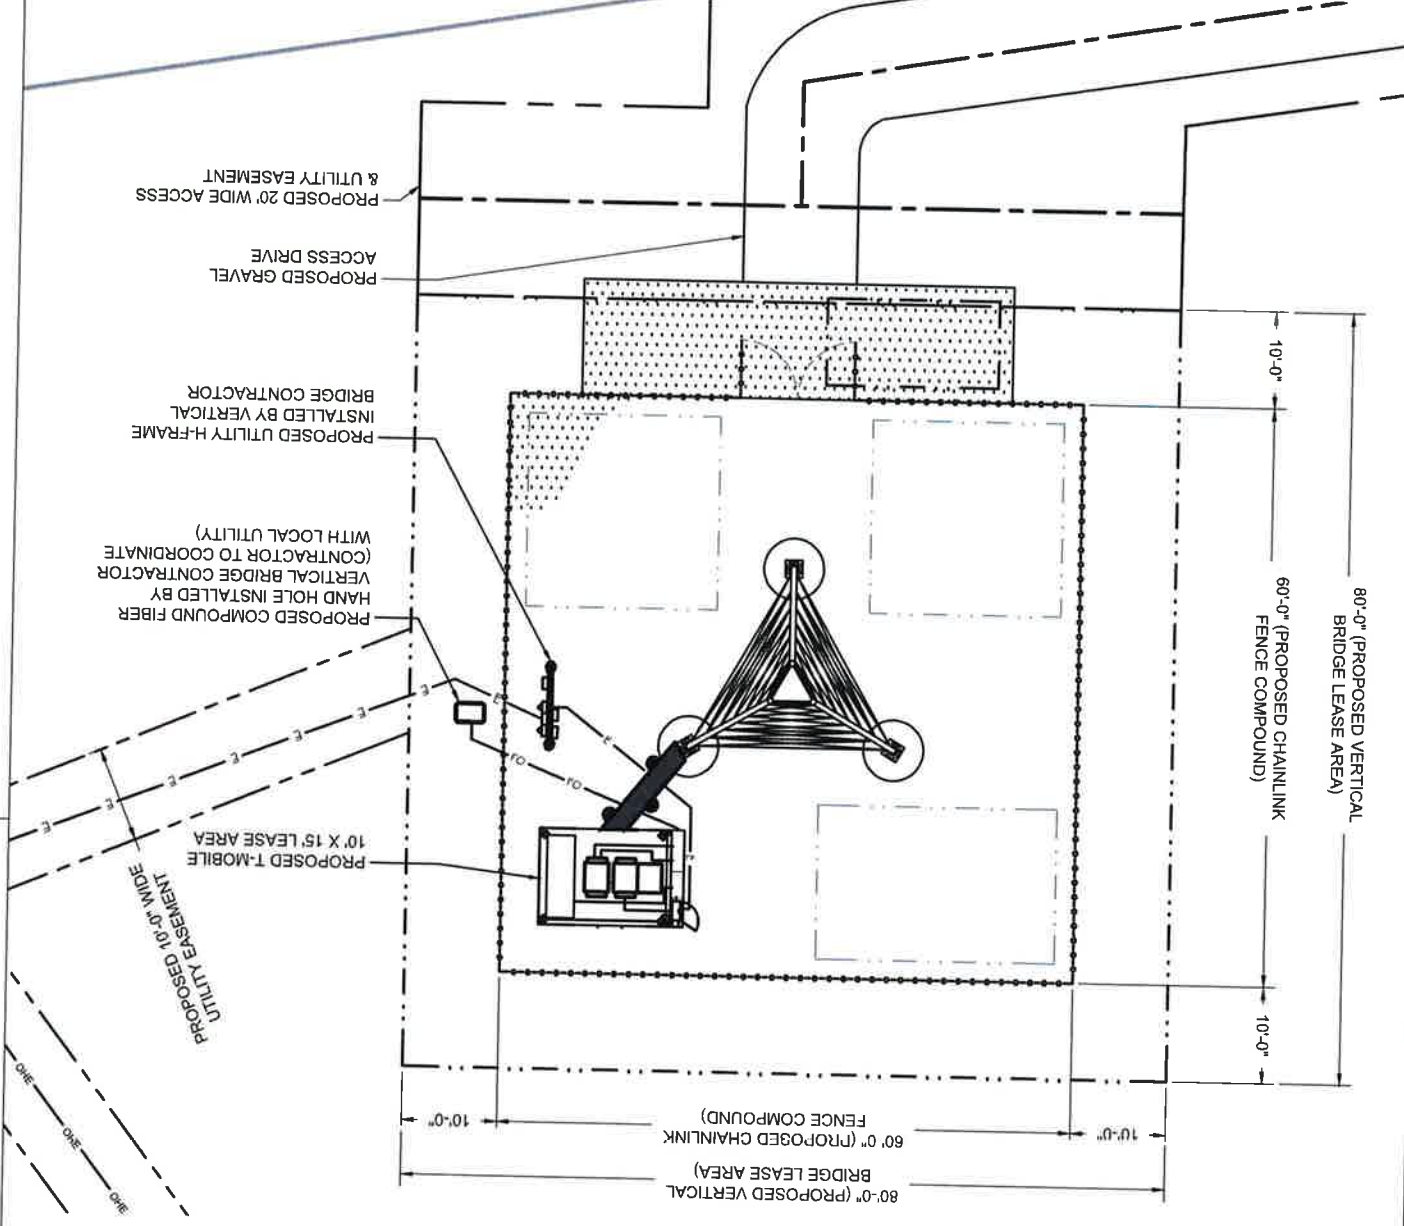 80'-0" (PROPOSED VERTICAL
BRIDGE LEASE AREA)
10'-0"
60'-0" (PROPOSED CHAINLINK
FENCE COMPOUND)
10'-0"
OHE
OHE
OHE
PROPOSED 10'-0" WIDE
UTILITY EASEMENT
PROPOSED T-MOBILE
10' X 15' LEASE AREA
E
E
E
E
E
E
E
E
E
E
FO
FO
PROPOSED COMPOUND FIBER
HAND HOLE INSTALLED BY
VERTICAL BRIDGE CONTRACTOR
(CONTRACTOR TO COORDINATE
WITH LOCAL UTILITY)
PROPOSED UTILITY H-FRAME
INSTALLED BY VERTICAL
BRIDGE CONTRACTOR
PROPOSED GRAVEL
ACCESS DRIVE
PROPOSED 20' WIDE ACCESS
& UTILITY EASEMENT
80'-0" (PROPOSED VERTICAL
BRIDGE LEASE AREA)
10'-0"
60'-0" (PROPOSED CHAINLINK
FENCE COMPOUND)
10'-0"